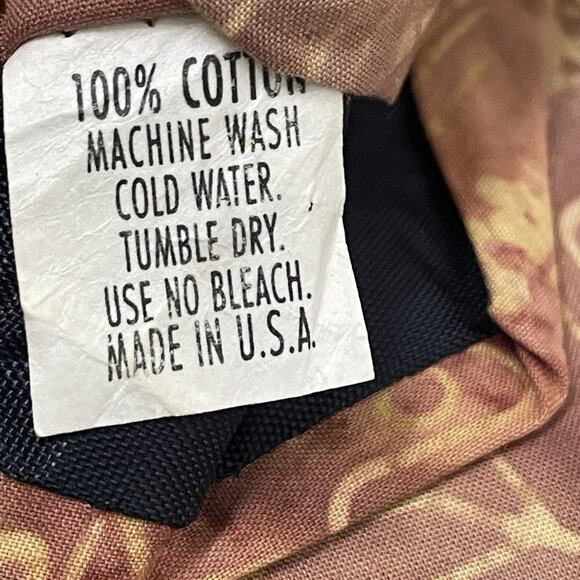 100% COTTON
MACHINE WASH
COLD WATER.
TUMBLE DRY.
USE NO BLEACH.
MADE IN U.S.A.